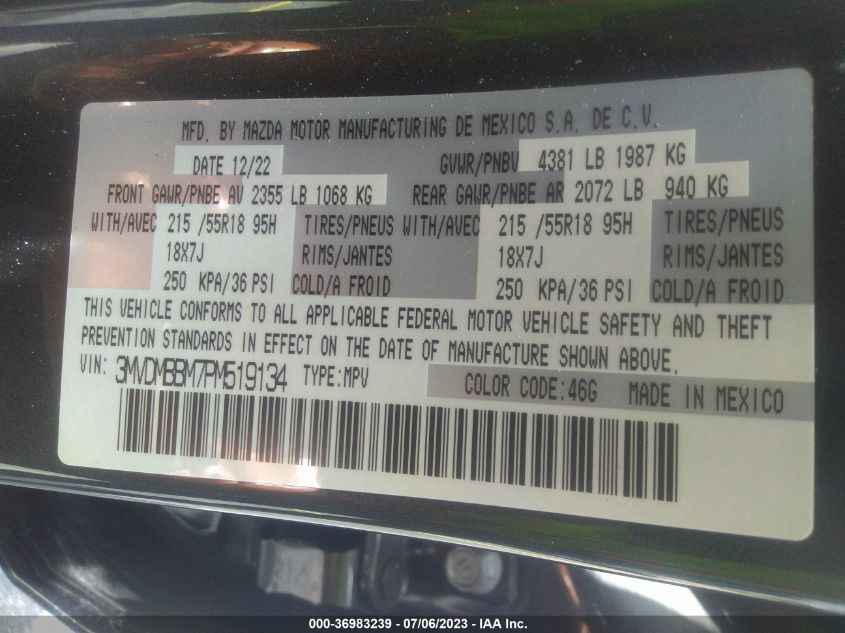 MFD. BY MAZDA MOTOR MANUFACTURING DE MEXICO S.A. DE C.V.
DATE 12/22 GVWR/PNBV 4381 LB 1987 KG
FRONT GAWR/PNBE AV 2355 LB 1068 KG REAR GAWR/PNBE AR 2072 LB 940 KG
WITH/AVEC 215 /55R18 95H TIRES/PNEUS WITH/AVEC 215 /55R18 95H TIRES/PNEUS
18X7J RIMS/JANTES 18X7J RIMS/JANTES
250 KPA/36 PSI COLD/A FROID 250 KPA/36 PSI COLD/A FROID
THIS VEHICLE CONFORMS TO ALL APPLICABLE FEDERAL MOTOR VEHICLE SAFETY AND THEFT
PREVENTION STANDARDS IN EFFECT ON THE DATE OF MANUFACTURE SHOWN ABOVE.
VIN: 3MVDMBBM7PM519134 TYPE:MPV COLOR CODE:46G MADE IN MEXICO
000-36983239 - 07/06/2023 - IAA Inc.